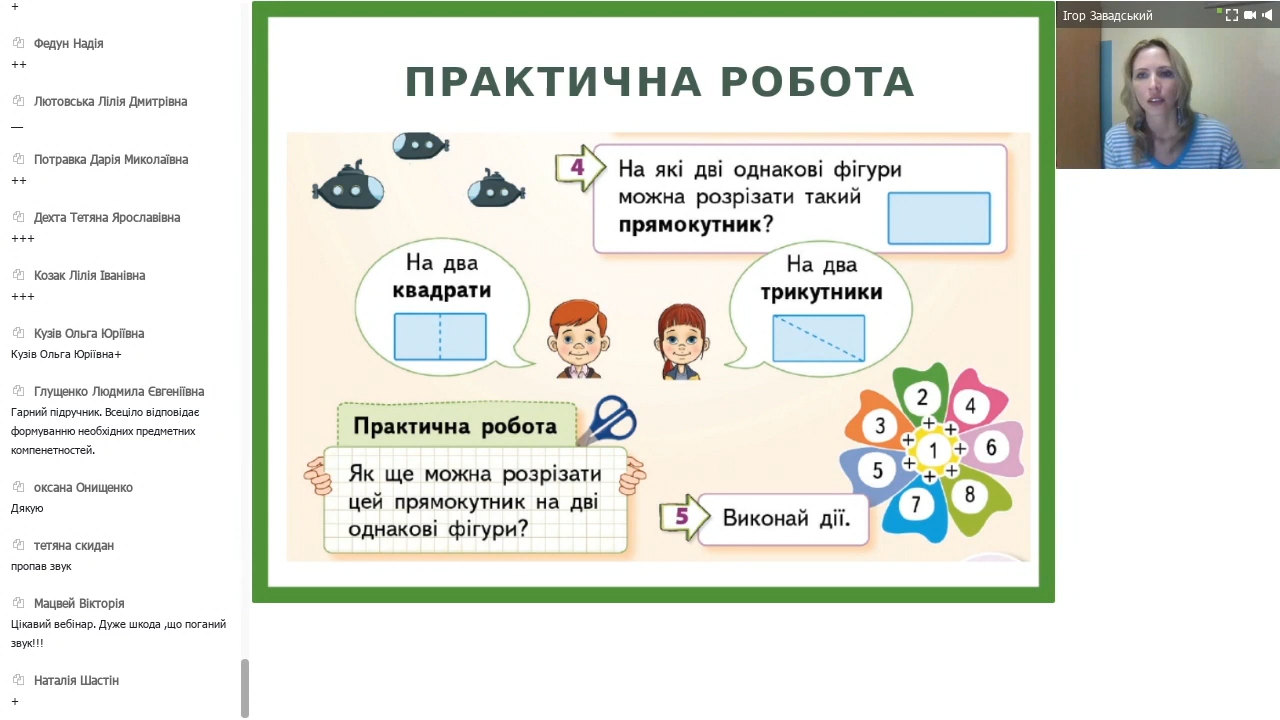 +
Федун Надія
++
Лютовська Лілія Дмитрівна
__
Потравка Дарія Миколаївна
++
Дехта Тетяна Ярославівна
+++
Козак Лілія Іванівна
+++
Кузів Ольга Юріївна
Кузів Ольга Юріївна+
Глущенко Людмила Євгеніївна
Гарний підручник. Всеціло відповідає
формуванню необхідних предметних
компенетностей.
оксана Онищенко
Дякую
тетяна скидан
пропав звук
Мацвей Вікторія
Цікавий вебінар. Дуже шкода ,що поганий
звук!!!
Наталія Шастін
+
ПРАКТИЧНА РОБОТА
4
На які дві однакові фігури
можна розрізати такий
прямокутник?
На два
квадрати
На два
трикутники
Практична робота
Як ще можна розрізати
цей прямокутник на дві
однакові фігури?
5
Виконай дії.
2
4
3
+
+
+
1
+
6
5
+
+
+
8
7
Ігор Завадський